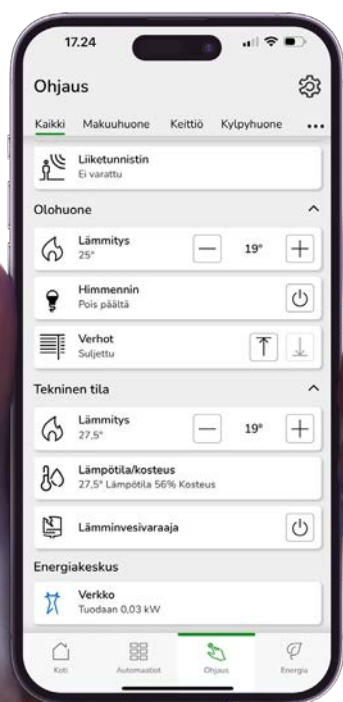 17.24
Ohjaus
Kaikki Makuuhuone Keittiö Kylpyhuone
Liiketunnistin
Ei varattu
Olohuone
Lämmitys
25° 19°
Himmennin
Pois päältä
Verhot
Suljettu
Tekninen tila
Lämmitys
27,5° 19°
Lämpötila/kosteus
27,5° Lämpötila 56% Kosteus
Lämminvesivaraaja
Energiakeskus
Verkko
Tuodaan 0,03 kW
Koti Automaatiot Ohjaus Energia